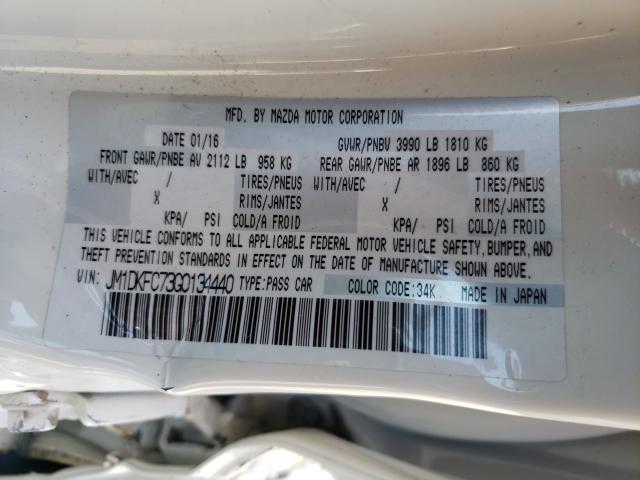 MFD. BY MAZDA MOTOR CORPORATION
DATE 01/16 GVWR/PNBV 3990 LB 1810 KG
FRONT GAWR/PNBE AV 2112 LB 958 KG REAR GAWR/PNBE AR 1896 LB 860 KG
WITH/AVEC / TIRES/PNEUS WITH/AVEC / TIRES/PNEUS
X RIMS/JANTES X RIMS/JANTES
KPA/ PSI COLD/A FROID KPA/ PSI COLD/A FROID
THIS VEHICLE CONFORMS TO ALL APPLICABLE FEDERAL MOTOR VEHICLE SAFETY, BUMPER, AND
THEFT PREVENTION STANDARDS IN EFFECT ON THE DATE OF MANUFACTURE SHOWN ABOVE.
VIN: JM1DKFC73G0134440 TYPE:PASS CAR COLOR CODE:34K MADE IN JAPAN